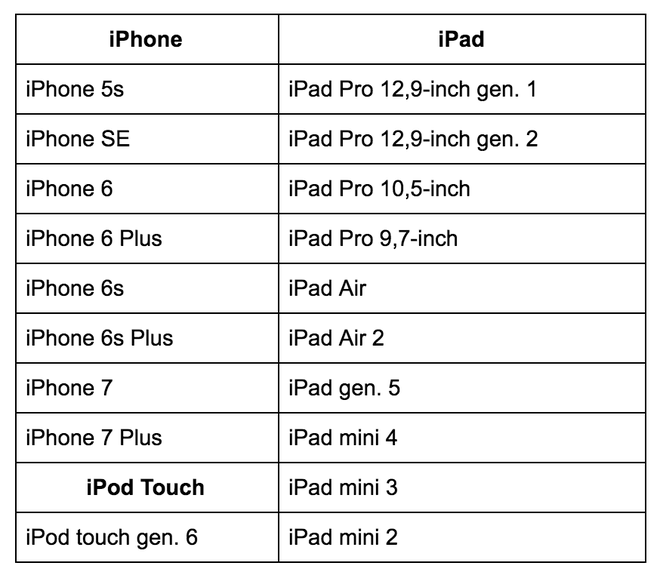 iPhone iPad
iPhone 5s iPad Pro 12,9-inch gen. 1
iPhone SE iPad Pro 12,9-inch gen. 2
iPhone 6 iPad Pro 10,5-inch
iPhone 6 Plus iPad Pro 9,7-inch
iPhone 6s iPad Air
iPhone 6s Plus iPad Air 2
iPhone 7 iPad gen. 5
iPhone 7 Plus iPad mini 4
iPod Touch iPad mini 3
iPod touch gen. 6 iPad mini 2